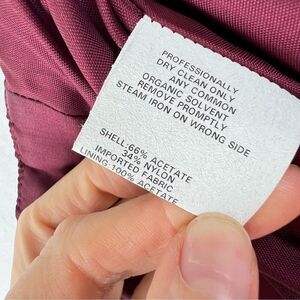 PROFESSIONALLY
DRY CLEAN ONLY
ANY COMMON
ORGANIC SOLVENT
REMOVE PROMPTLY
STEAM IRON ON WRONG SIDE
SHELL:66% ACETATE
34% NYLON
IMPORTED FABRIC
LINING:100% ACETATE